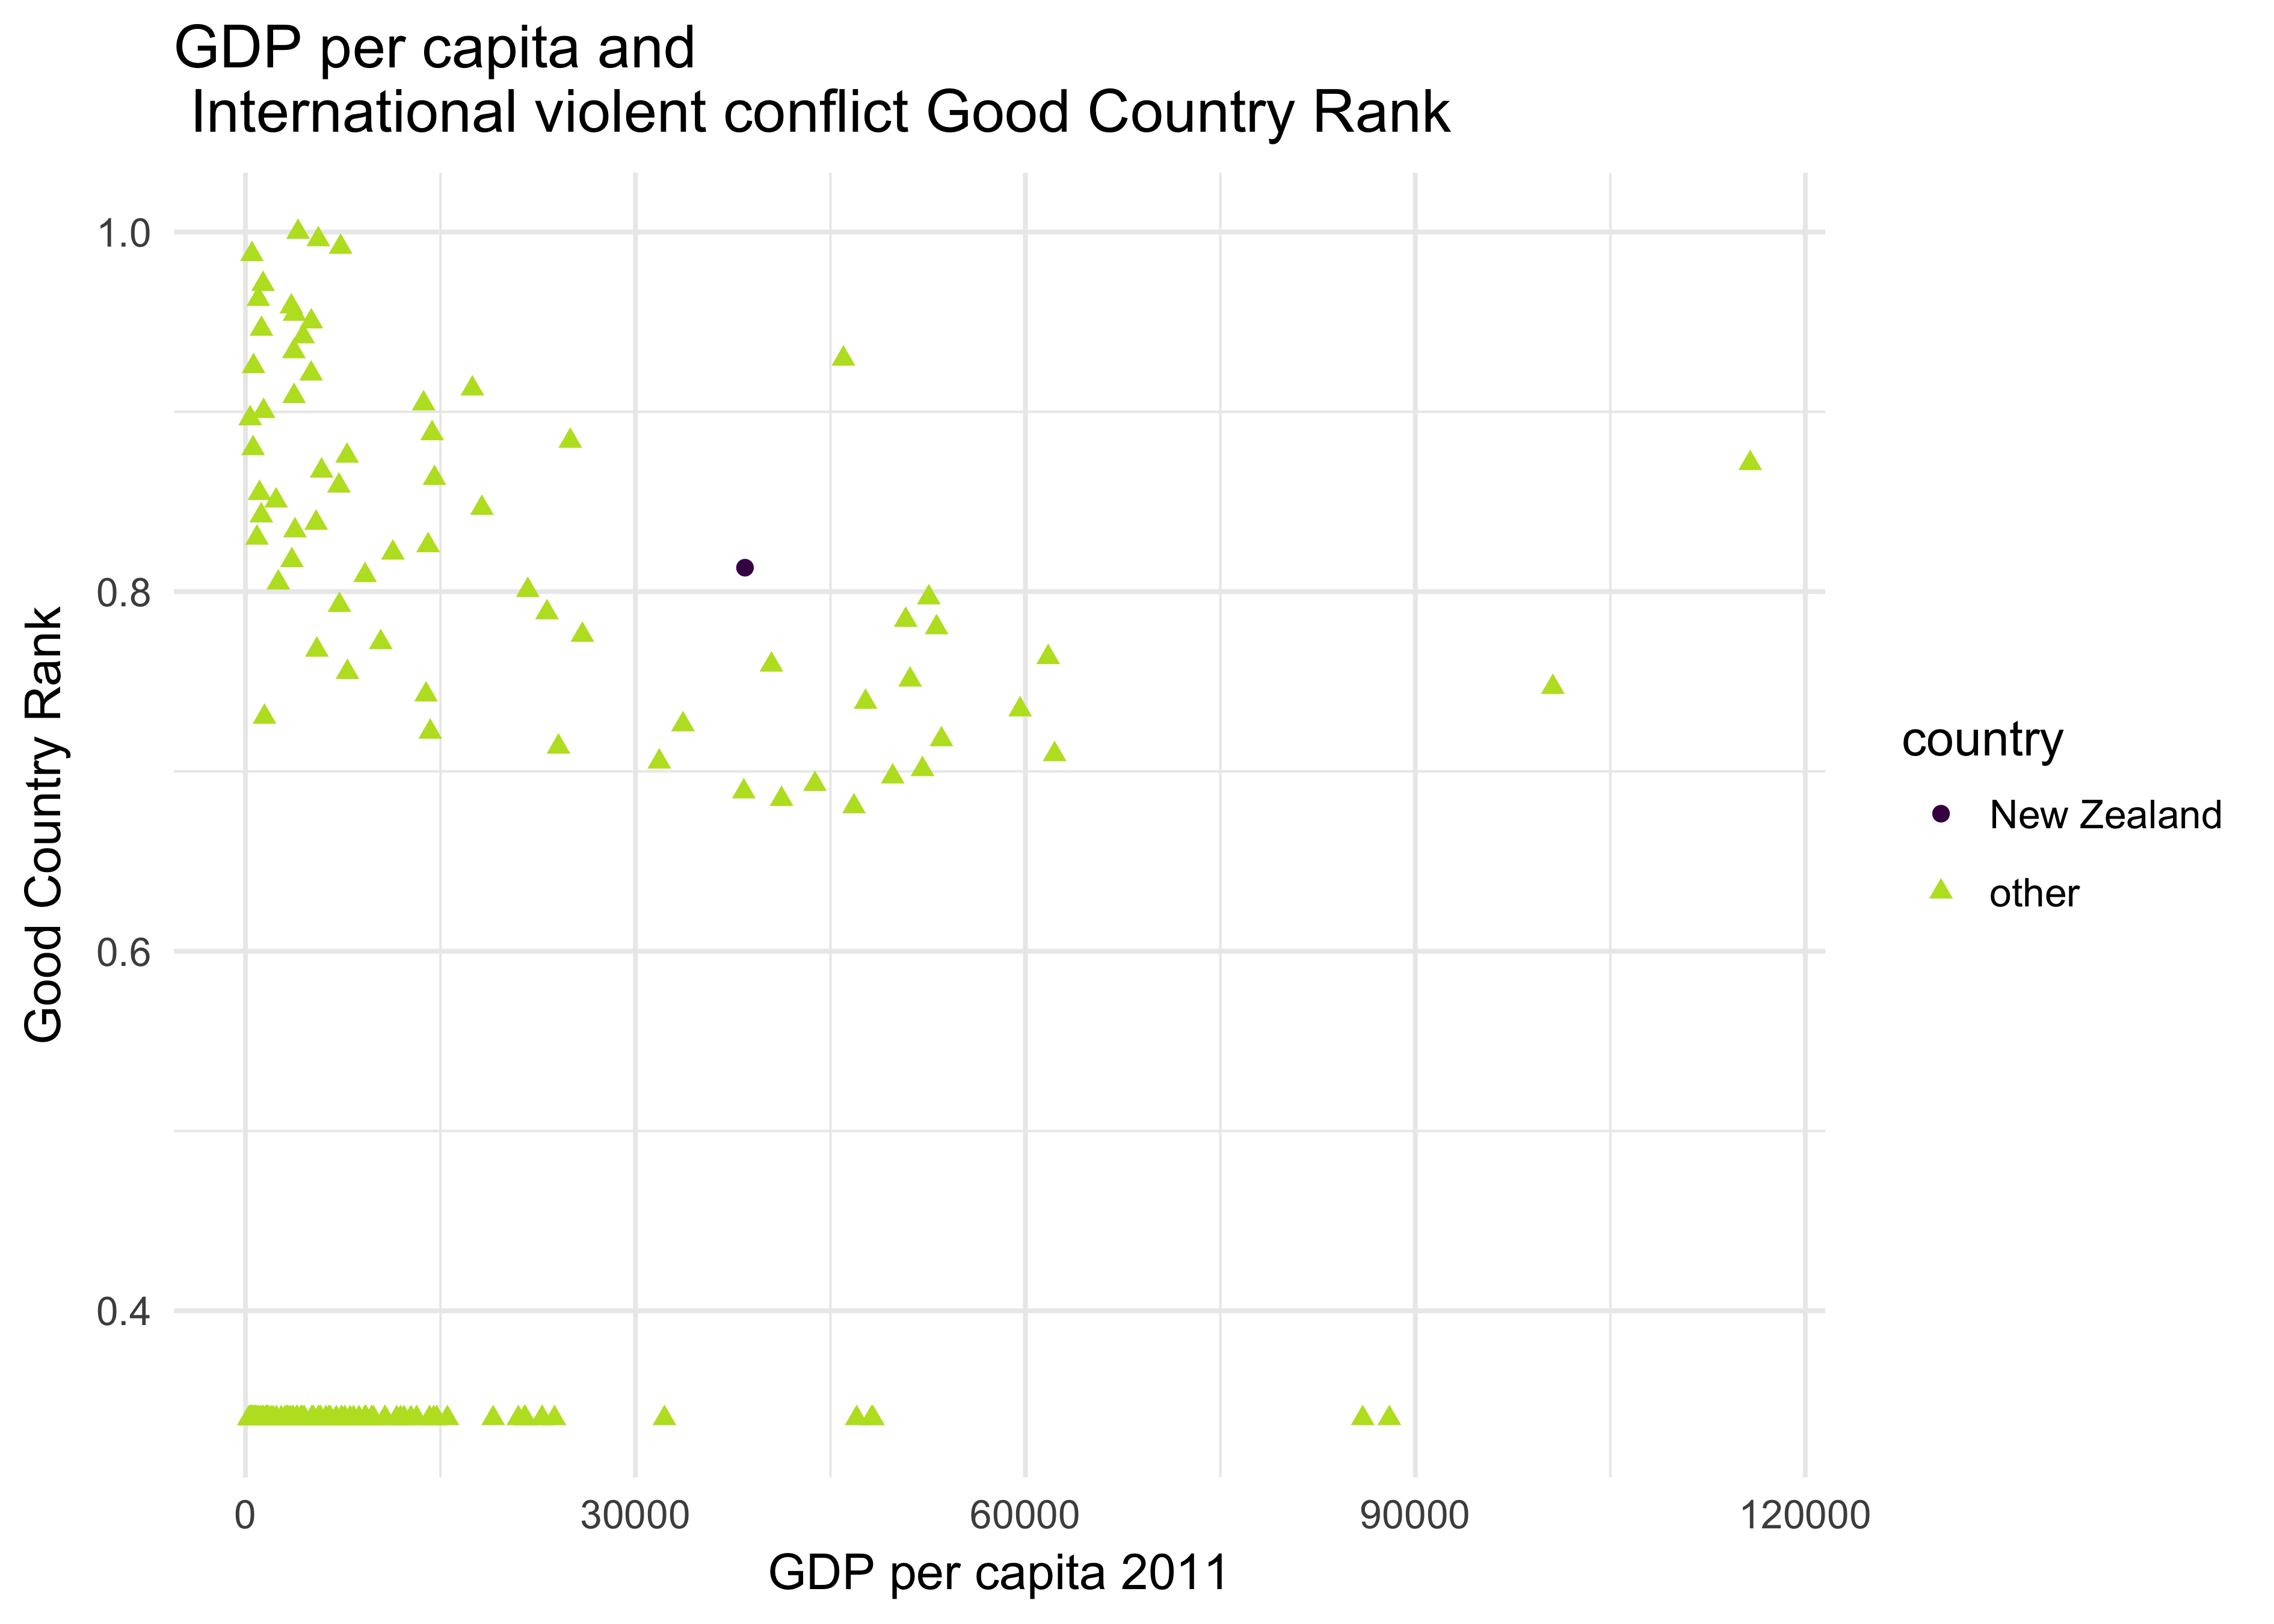 GDP per capita and
International violent conflict Good Country Rank
1.0
0.8
0.6
0.4
Good Country Rank
0
30000
60000
90000
120000
GDP per capita 2011
country
New Zealand
other